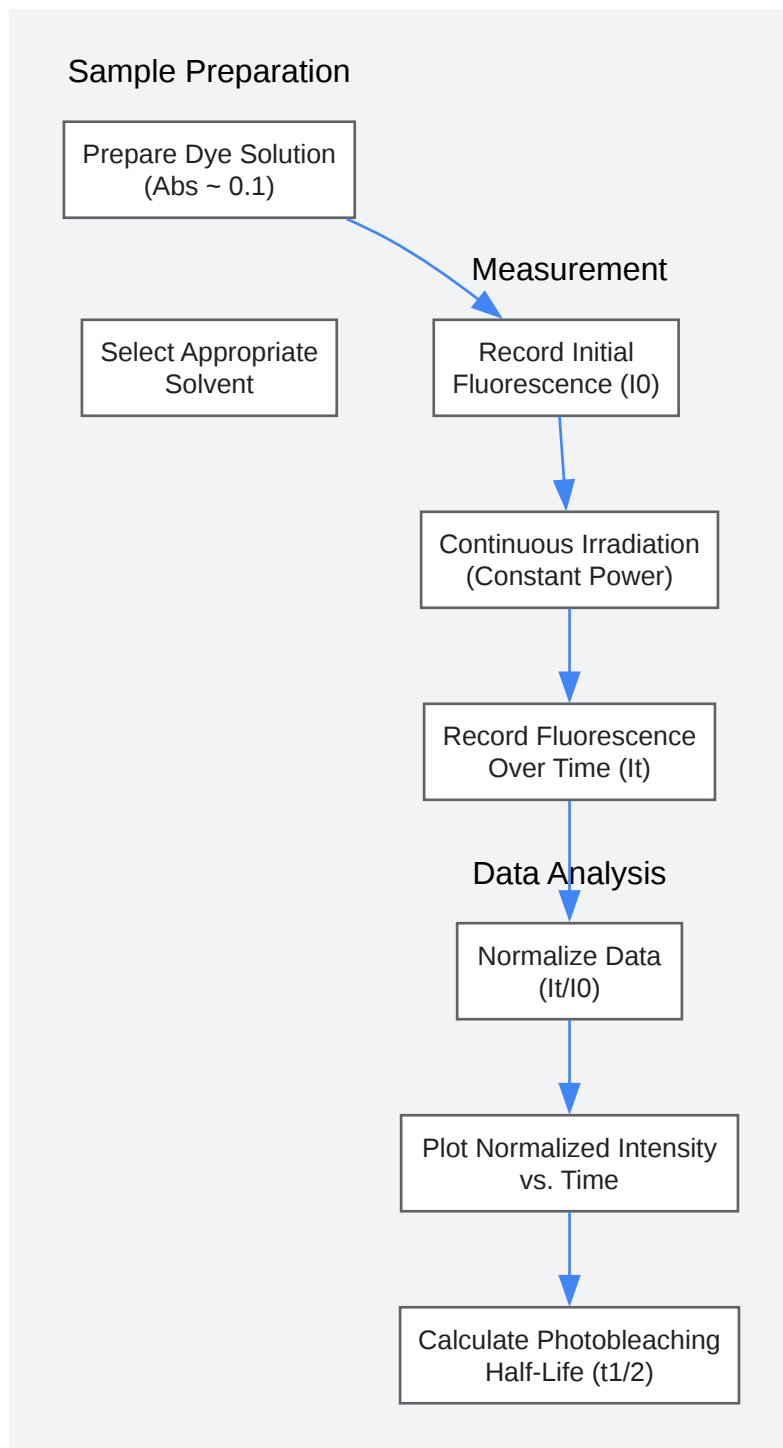 Sample Preparation
Prepare Dye Solution
(Abs ~ 0.1)
Select Appropriate
Solvent
Measurement
Record Initial
Fluorescence (I0)
Continuous Irradiation
(Constant Power)
Record Fluorescence
Over Time (It)
Data Analysis
Normalize Data
(It/I0)
Plot Normalized Intensity
vs. Time
Calculate Photobleaching
Half-Life (t1/2)